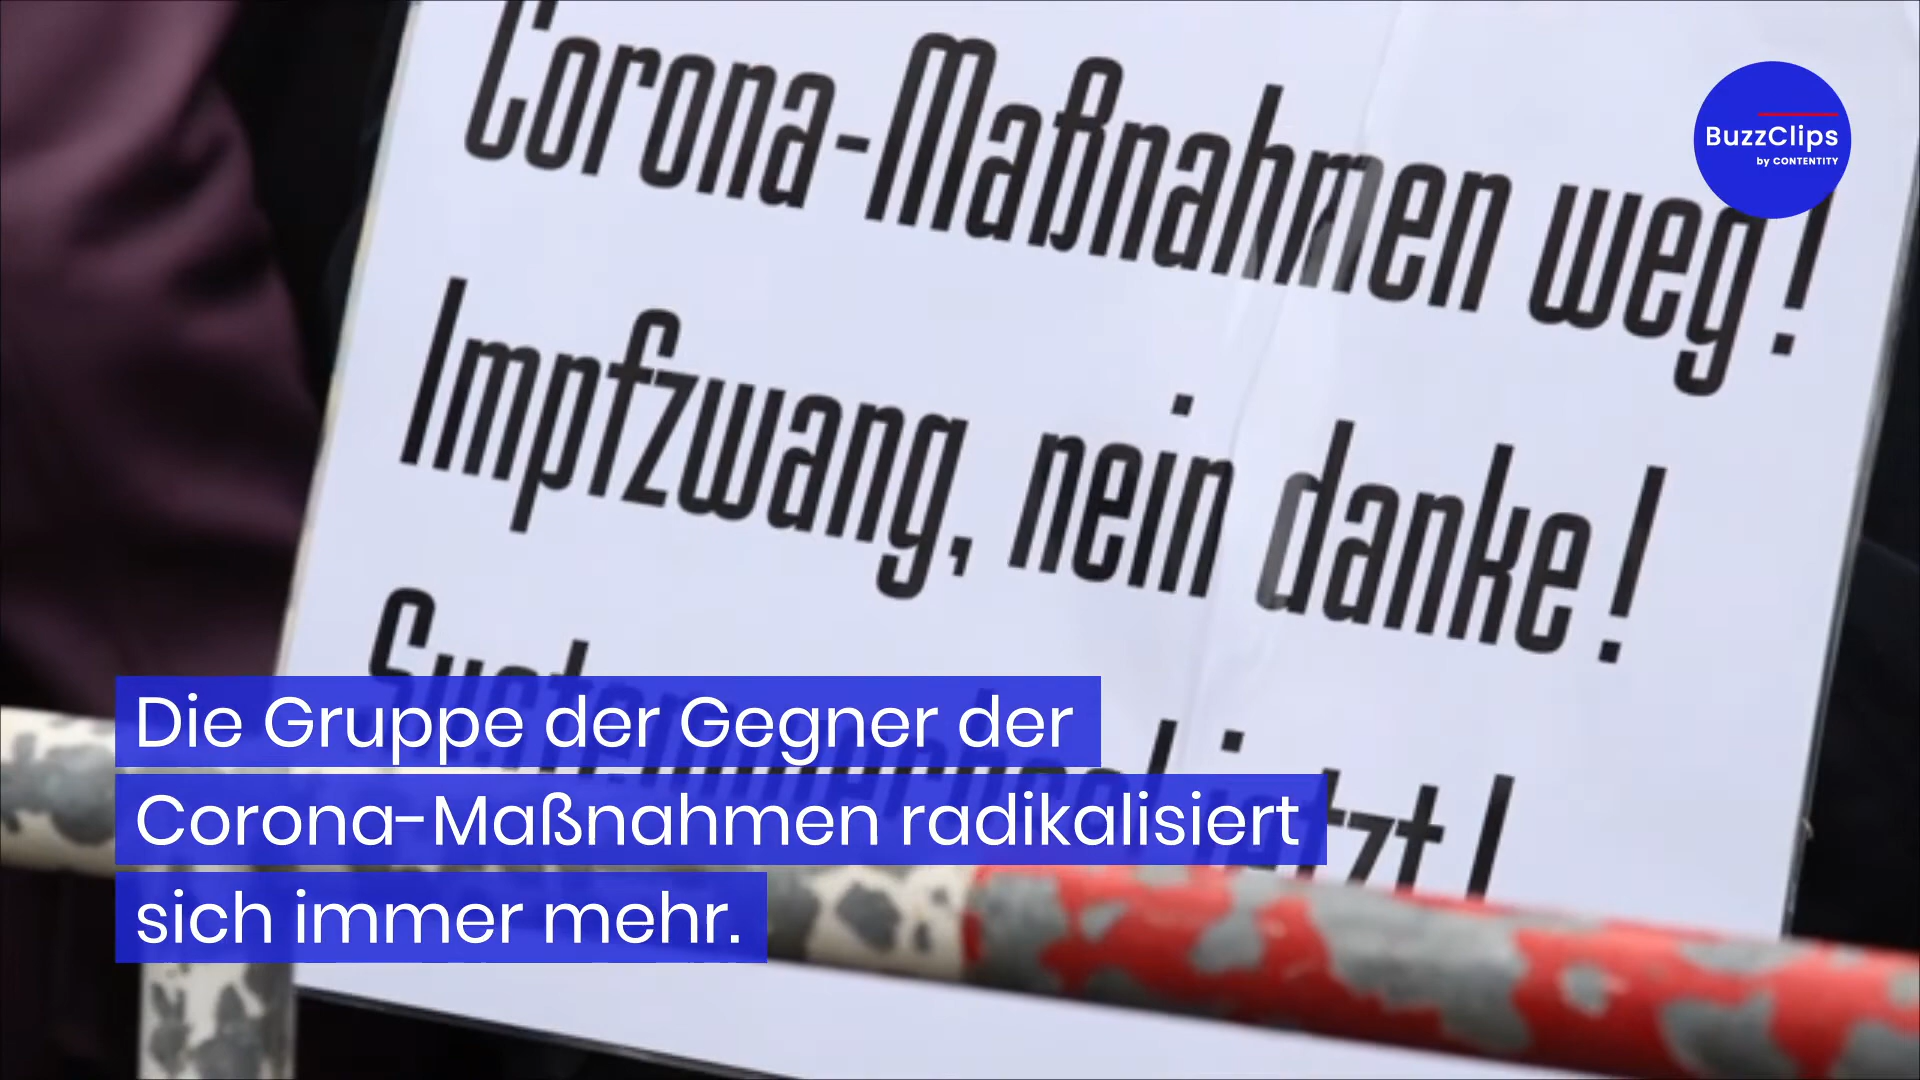 Corona-Maßnahmen weg!
BuzzClips
by CONTENTITY
Impfzwang, nein danke!
jetzt!
Die Gruppe der Gegner der
Corona-Maßnahmen radikalisiert
sich immer mehr.